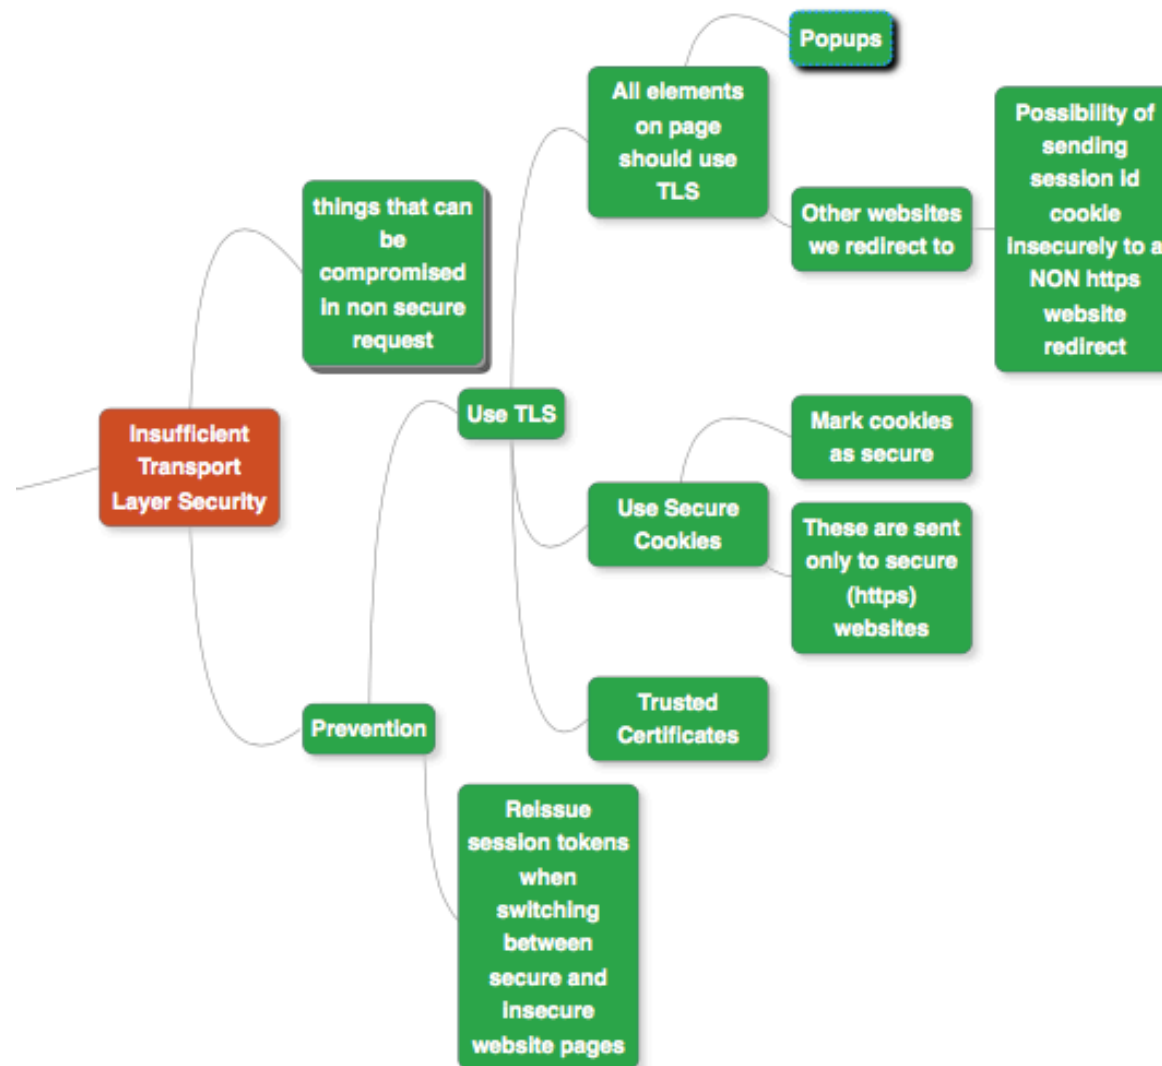 Popups
All elements
on page
should use
TLS
Possibility of
sending
session id
cookie
insecurely to a
NON https
website
redirect
Other websites
we redirect to
things that can
be
compromised
in non secure
request
Use TLS
Insufficient
Transport
Layer Security
Mark cookies
as secure
Use Secure
Cookies
These are sent
only to secure
(https)
websites
Trusted
Certificates
Prevention
Reissue
session tokens
when
switching
between
secure and
insecure
website pages